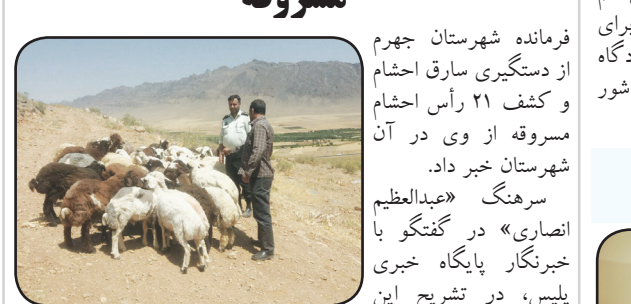 مسروقه
فرمانده شهرستان جهرم
از دستگیری سارق احشام
و کشف ۲۱ رأس احشام
مسروقه از وی در آن
شهرستان خبر داد.
سرهنگ «عبدالعظیم
انصاری» در گفتگو با
خبرنگار پایگاه خبری
پلیس، در تشریح این
برای
دگاه
شور